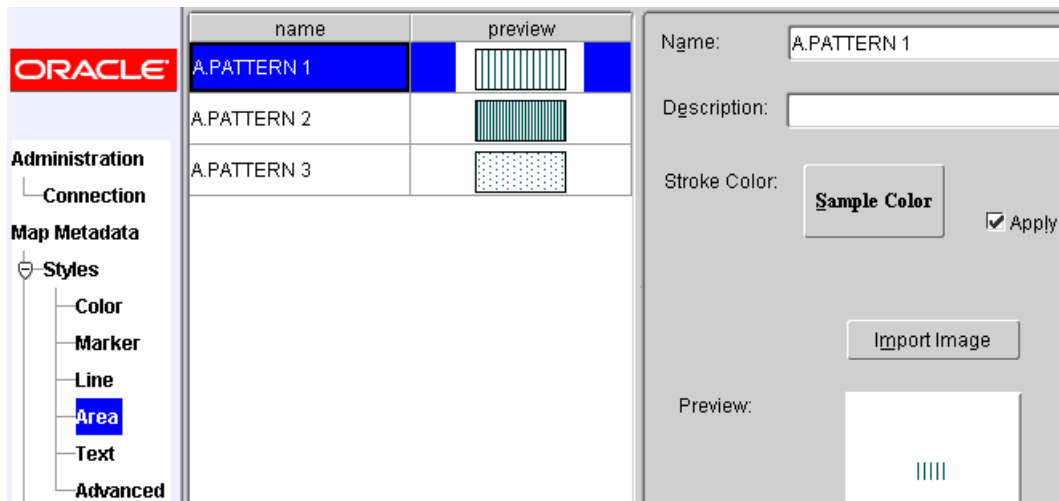 ORACLE
Administration
Connection
Map Metadata
Styles
Color
Marker
Line
Area
Text
Advanced
name preview
A.PATTERN 1
A.PATTERN 2
A.PATTERN 3
Name: A.PATTERN 1
Description:
Stroke Color: Sample Color Apply
Import Image
Preview: